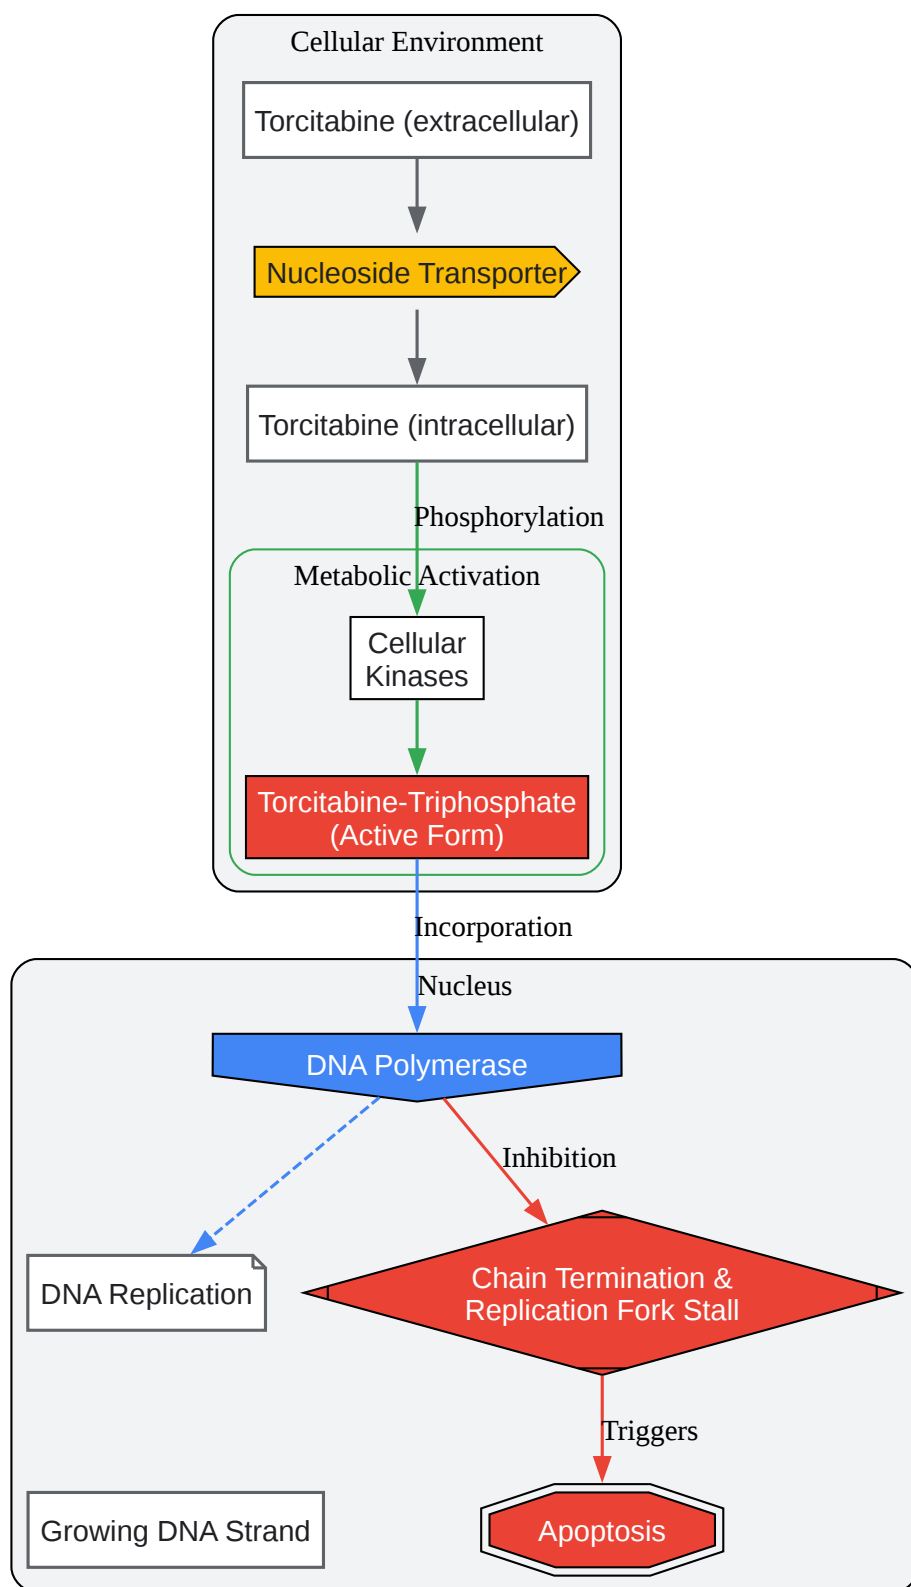 Cellular Environment
Torcitabine (extracellular)
Nucleoside Transporter
Torcitabine (intracellular)
Phosphorylation
Metabolic Activation
Cellular
Kinases
Torcitabine-Triphosphate
(Active Form)
Incorporation
Nucleus
DNA Polymerase
Inhibition
DNA Replication
Chain Termination &
Replication Fork Stall
Triggers
Growing DNA Strand
Apoptosis